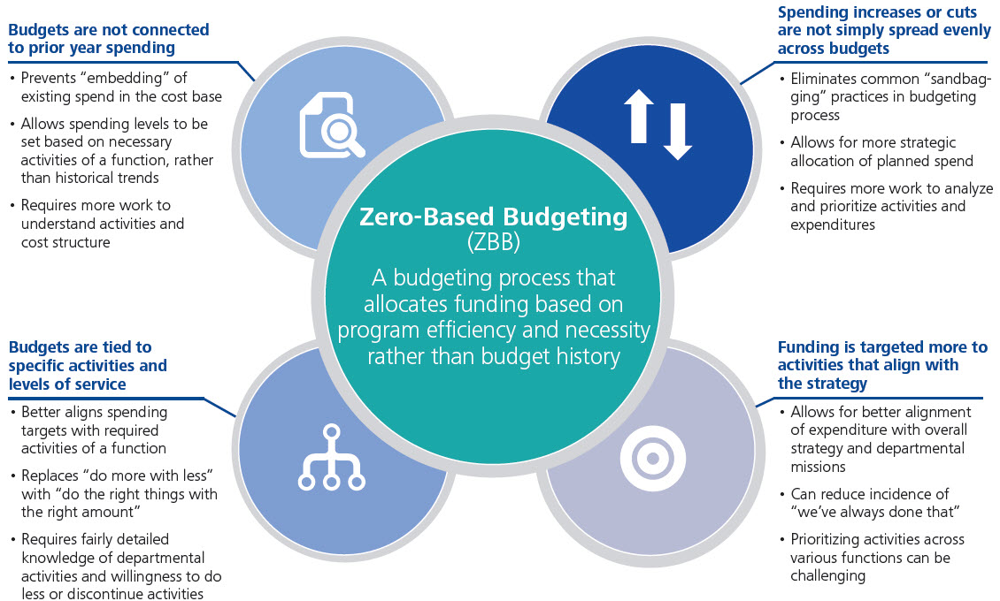 Budgets are not connected
to prior year spending
• Prevents “embedding” of
existing spend in the cost base
• Allows spending levels to be
set based on necessary
activities of a function, rather
than historical trends
• Requires more work to
understand activities and
cost structure
Spending increases or cuts
are not simply spread evenly
across budgets
• Eliminates common “sandbag-
ging” practices in budgeting
process
• Allows for more strategic
allocation of planned spend
• Requires more work to analyze
and prioritize activities and
expenditures
Zero-Based Budgeting
(ZBB)
A budgeting process that
allocates funding based on
program efficiency and necessity
rather than budget history
Budgets are tied to
specific activities and
levels of service
• Better aligns spending
targets with required
activities of a function
• Replaces “do more with less”
with “do the right things with
the right amount”
• Requires fairly detailed
knowledge of departmental
activities and willingness to do
less or discontinue activities
Funding is targeted more to
activities that align with
the strategy
• Allows for better alignment
of expenditure with overall
strategy and departmental
missions
• Can reduce incidence of
“we’ve always done that”
• Prioritizing activities across
various functions can be
challenging